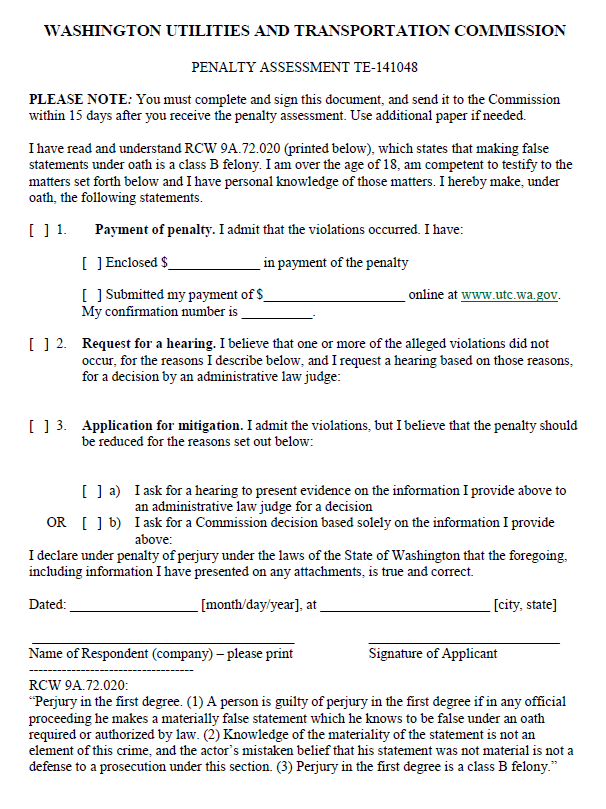 WASHINGTON UTILITIES AND TRANSPORTATION COMMISSION
PENALTY ASSESSMENT TE-141048
PLEASE NOTE: You must complete and sign this document, and send it to the Commission
within 15 days after you receive the penalty assessment. Use additional paper if needed.
I have read and understand RCW 9A.72.020 (printed below), which states that making false
statements under oath is a class B felony. I am over the age of 18, am competent to testify to the
matters set forth below and I have personal knowledge of those matters. I hereby make, under
oath, the following statements.
[ ] 1. Payment of penalty. I admit that the violations occurred. I have:
[ ] Enclosed $______________ in payment of the penalty
[ ] Submitted my payment of $_____________________ online at www.utc.wa.gov.
My confirmation number is __________.
[ ] 2. Request for a hearing. I believe that one or more of the alleged violations did not
occur, for the reasons I describe below, and I request a hearing based on those reasons,
for a decision by an administrative law judge:
[ ] 3. Application for mitigation. I admit the violations, but I believe that the penalty should
be reduced for the reasons set out below:
[ ] a) I ask for a hearing to present evidence on the information I provide above to
an administrative law judge for a decision
OR [ ] b) I ask for a Commission decision based solely on the information I provide
above:
I declare under penalty of perjury under the laws of the State of Washington that the foregoing,
including information I have presented on any attachments, is true and correct.
Dated: ___________________ [month/day/year], at __________________________ [city, state]
________________________________________ _____________________________
Name of Respondent (company) – please print Signature of Applicant
-----------------------------------
RCW 9A.72.020:
“Perjury in the first degree. (1) A person is guilty of perjury in the first degree if in any official
proceeding he makes a materially false statement which he knows to be false under an oath
required or authorized by law. (2) Knowledge of the materiality of the statement is not an
element of this crime, and the actor’s mistaken belief that his statement was not material is not a
defense to a prosecution under this section. (3) Perjury in the first degree is a class B felony.”